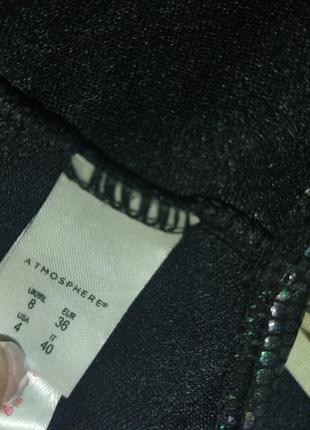 ATMOSPHERE®
UK/IRL EUR
8 36
USA IT
4 40